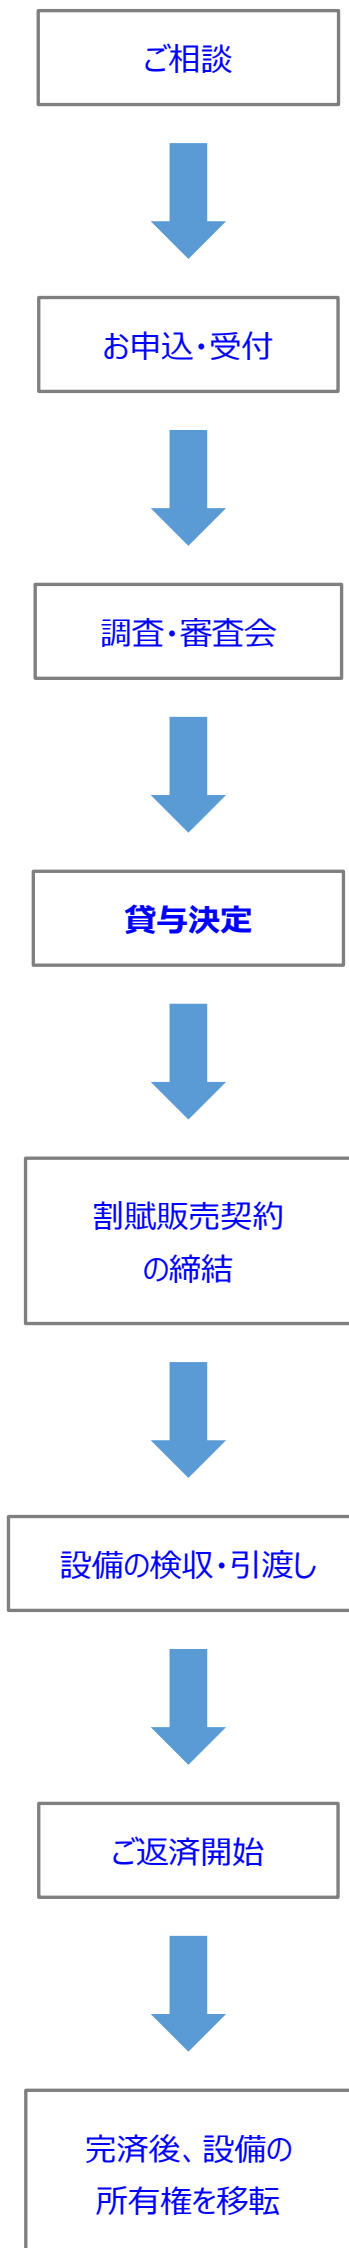 ご相談
お申込・受付
調査・審査会
貸与決定
割賦販売契約
の締結
設備の検収・引渡し
ご返済開始
完済後、設備の
所有権を移転